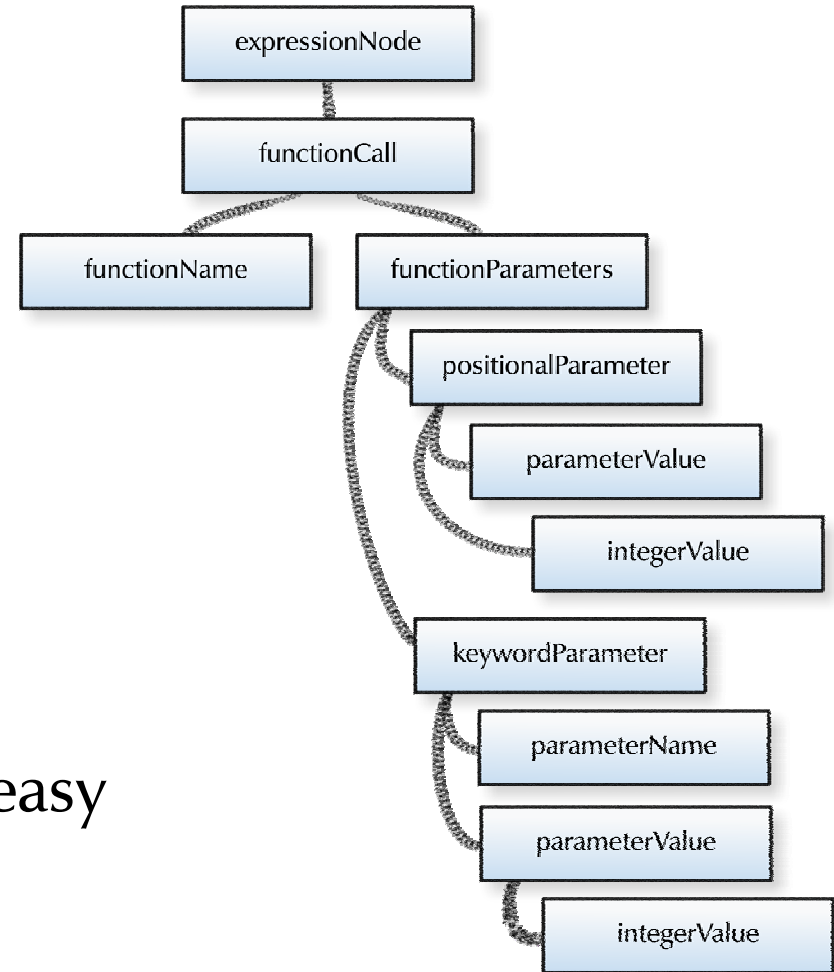 expressionNode
functionCall
functionName
functionParameters
positionalParameter
parameterValue
integerValue
keywordParameter
parameterName
easy
parameterValue
integerValue